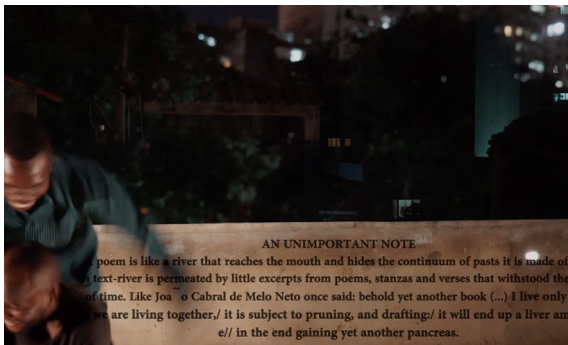 AN UNIMPORTANT NOTE
poem is like a river that reaches the mouth and hides the continuum of pasts it is made of
text-river is permeated by little excerpts from poems, stanzas and verses that withstood the
of time. Like Joa ˜ o Cabral de Melo Neto once said: behold yet another book (...) I live only
we are living together,/ it is subject to pruning, and drafting:/ it will end up a liver am
e// in the end gaining yet another pancreas.